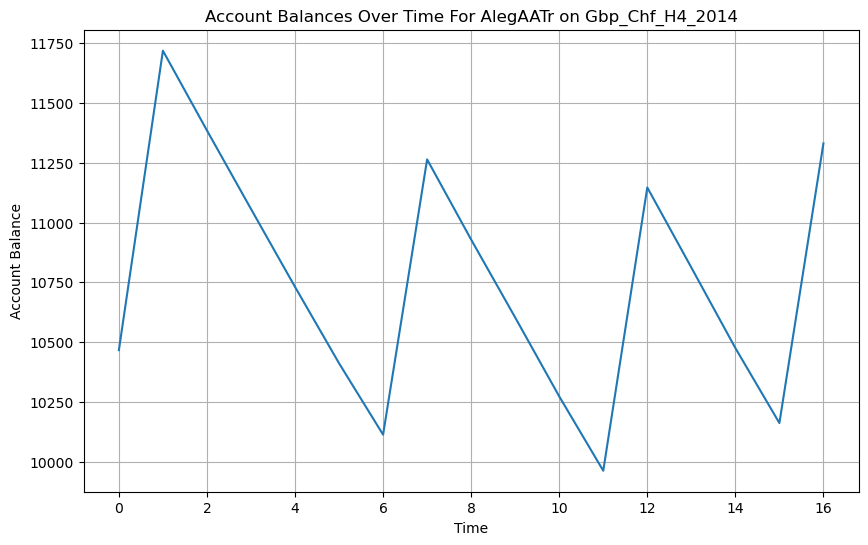 Account Balances Over Time For AlegAATr on Gbp_Chf_H4_2014
Account Balance
11750
11500
11250
11000
10750
10500
10250
10000
0 2 4 6 8 10 12 14 16
Time